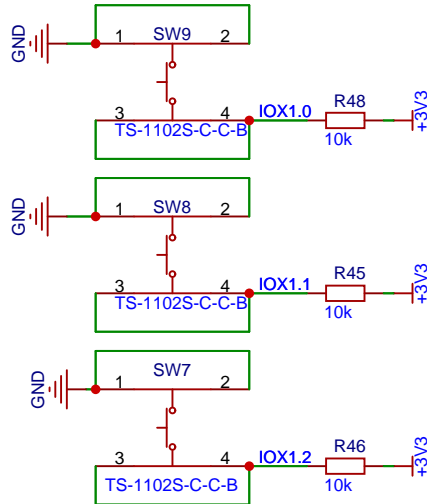 GND
1 SW9 2
3 4 IOX1.0 R48 +3V3
TS-1102S-C-C-B 10k
GND
1 SW8 2
3 4 IOX1.1 R45 +3V3
TS-1102S-C-C-B 10k
GND
1 SW7 2
3 4 IOX1.2 R46 +3V3
TS-1102S-C-C-B 10k